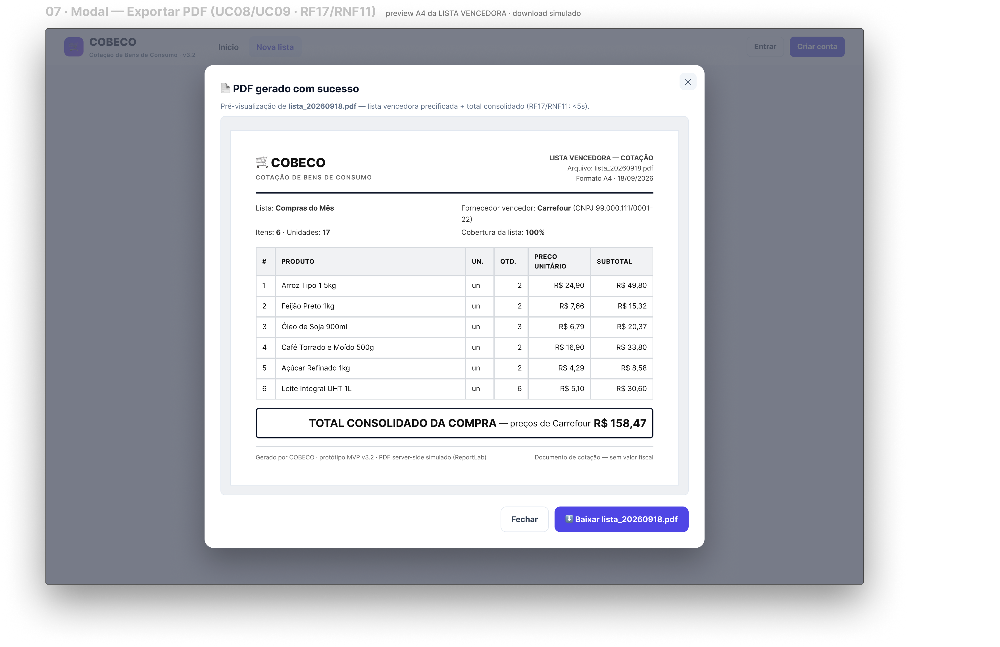 07 · Modal — Exportar PDF (UC08/UC09 · RF17/RNF11) preview A4 da LISTA VENCEDORA · download simulado
COBECO
Cotação de Bens de Consumo · v3.2
Início Nova lista
Entrar Criar conta
PDF gerado com sucesso
Pré-visualização de lista_20260918.pdf — lista vencedora precificada + total consolidado (RF17/RNF11: <5s).
COBECO
COTAÇÃO DE BENS DE CONSUMO
LISTA VENCEDORA — COTAÇÃO
Arquivo: lista_20260918.pdf
Formato A4 · 18/09/2026
Lista: Compras do Mês
Fornecedor vencedor: Carrefour (CNPJ 99.000.111/0001-
22)
Itens: 6 · Unidades: 17
Cobertura da lista: 100%
# PRODUTO UN. QTD. PREÇO UNITÁRIO SUBTOTAL
1 Arroz Tipo 1 5kg un 2 R$ 24,90 R$ 49,80
2 Feijão Preto 1kg un 2 R$ 7,66 R$ 15,32
3 Óleo de Soja 900ml un 3 R$ 6,79 R$ 20,37
4 Café Torrado e Moído 500g un 2 R$ 16,90 R$ 33,80
5 Açúcar Refinado 1kg un 2 R$ 4,29 R$ 8,58
6 Leite Integral UHT 1L un 6 R$ 5,10 R$ 30,60
TOTAL CONSOLIDADO DA COMPRA — preços de Carrefour R$ 158,47
Gerado por COBECO · protótipo MVP v3.2 · PDF server-side simulado (ReportLab)
Documento de cotação — sem valor fiscal
Fechar
Baixar lista_20260918.pdf